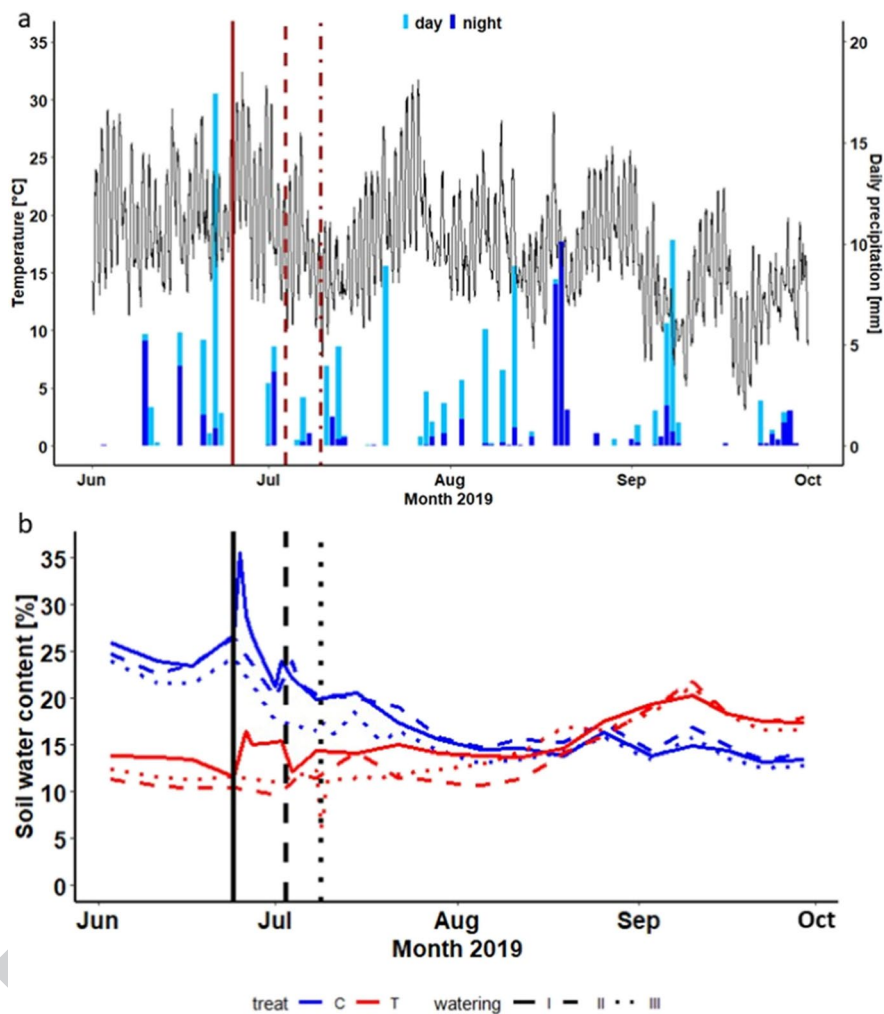 a
day night
35
30
25
20
15
10
5
0
Temperature [°C]
20
15
10
5
0
Daily precipitation [mm]
Jun Jul Aug Sep Oct
Month 2019
b
35
30
25
20
15
10
5
0
Soil water content [%]
Jun Jul Aug Sep Oct
Month 2019
treat C T watering I II III